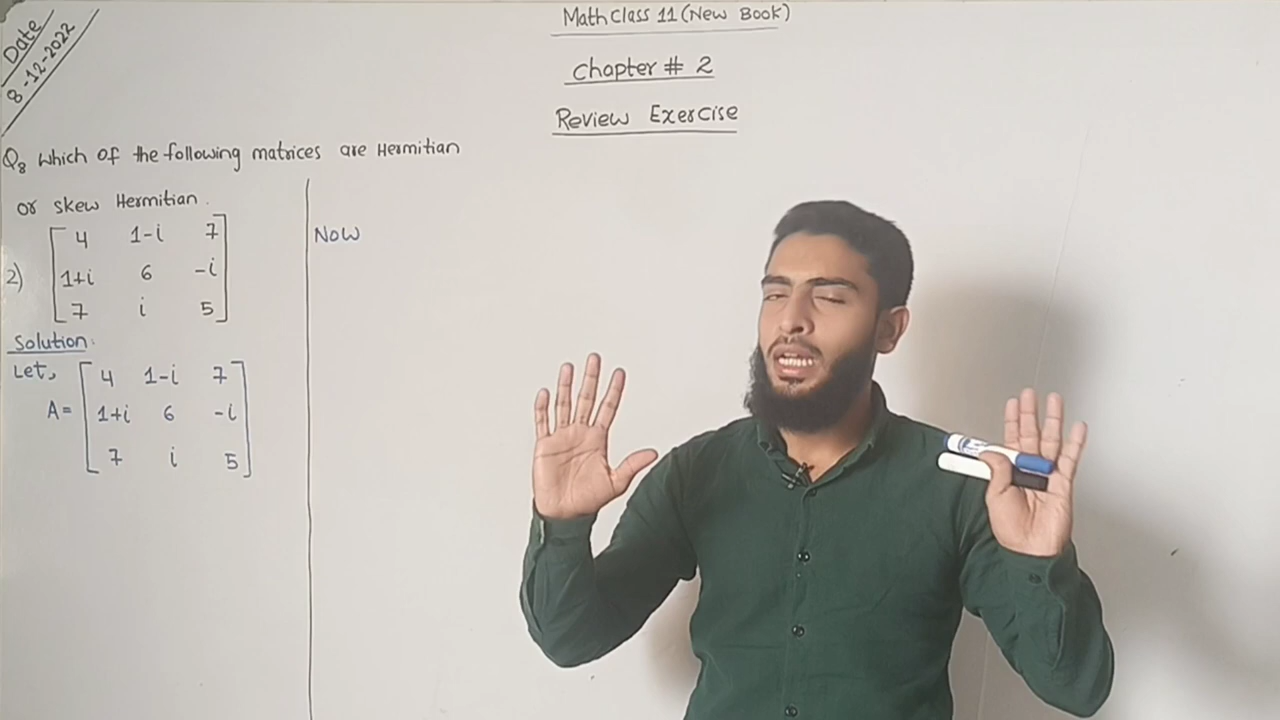 Date
8-12-2022
Math Class 11 (New Book)
Chapter # 2
Review Exercise
Q8 Which of the following matrices are Hermitian
or skew Hermitian.
2) [ 4 1-i 7
1+i 6 -i
7 i 5 ]
Solution:
Let,
A = [ 4 1-i 7
1+i 6 -i
7 i 5 ]
Now